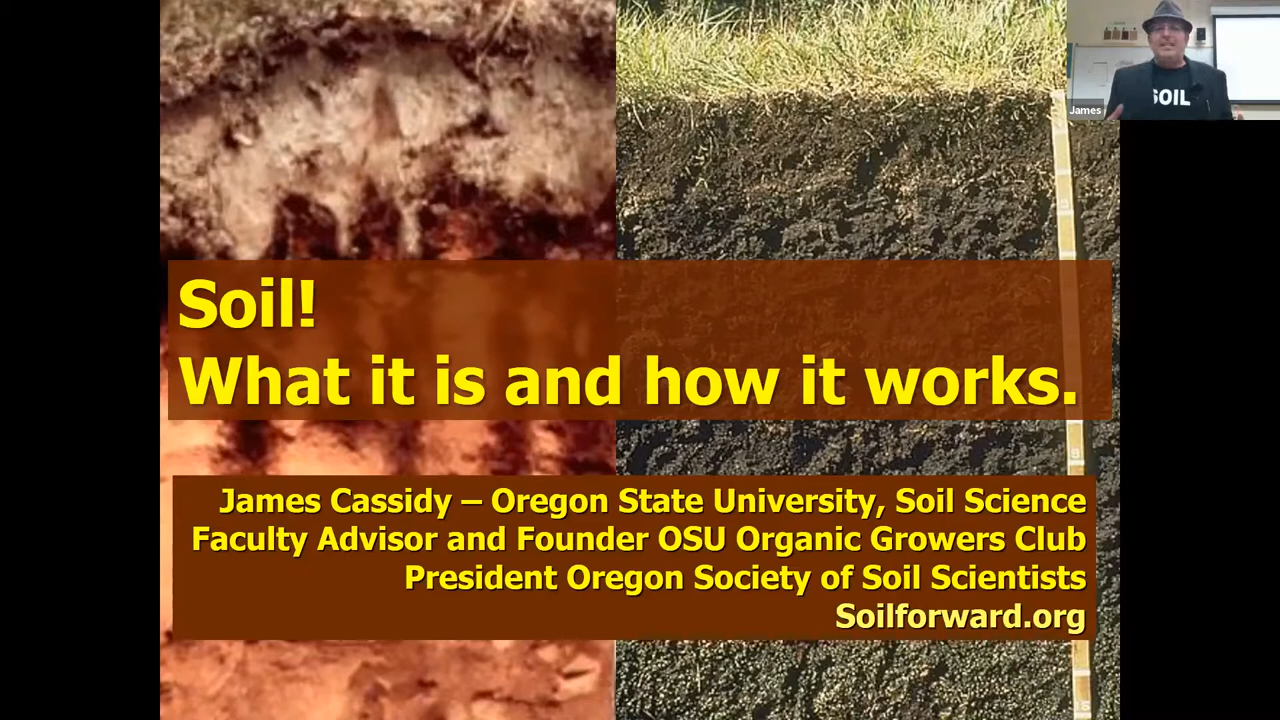 Soil!
What it is and how it works.
James Cassidy – Oregon State University, Soil Science
Faculty Advisor and Founder OSU Organic Growers Club
President Oregon Society of Soil Scientists
Soilforward.org
James
SOIL